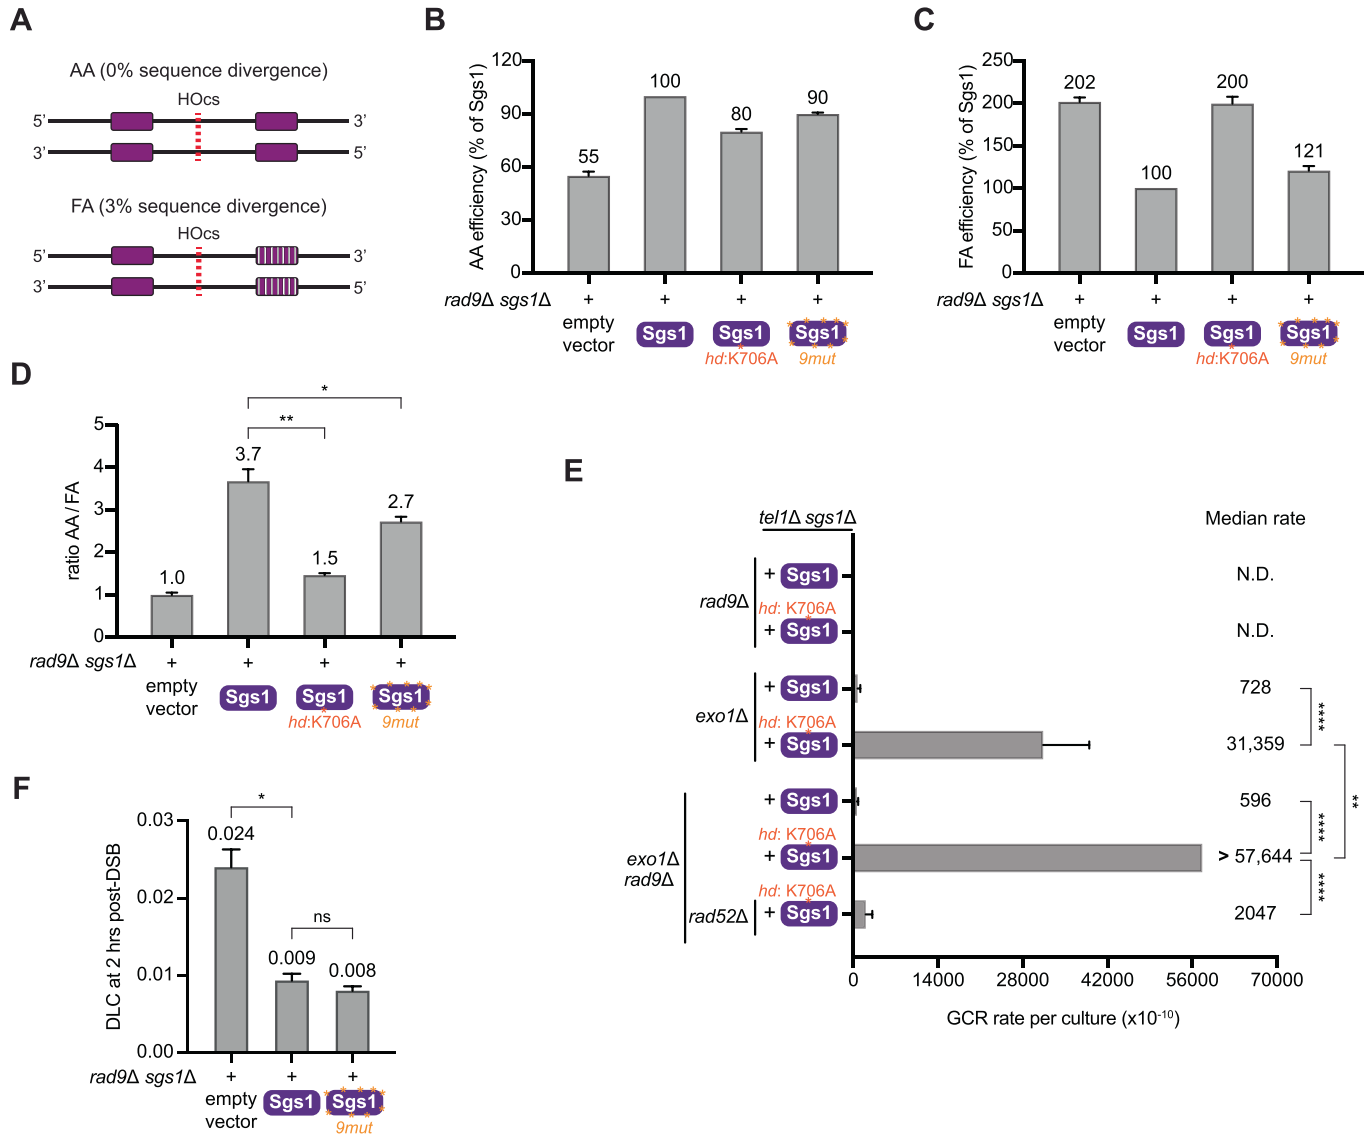 A
AA (0% sequence divergence)
HOcs
5’ 3’
3’ 5’
FA (3% sequence divergence)
HOcs
5’ 3’
3’ 5’
B
AA efficiency (% of Sgs1)
120
90
60
30
0
55
100
80
90
rad9Δ sgs1Δ + + + +
empty vector
Sgs1
Sgs1
hd:K706A
Sgs1
9mut
C
FA efficiency (% of Sgs1)
250
200
150
100
50
0
202
100
200
121
+ + + +
empty vector
Sgs1
Sgs1
hd:K706A
Sgs1
9mut
D
ratio AA / FA
5
4
3
2
1
0
*
**
1.0
3.7
1.5
2.7
rad9Δ sgs1Δ + + + +
empty vector
Sgs1
Sgs1
hd:K706A
Sgs1
9mut
E
tel1Δ sgs1Δ
Median rate
rad9Δ
+ Sgs1 N.D.
hd: K706A
+ Sgs1 N.D.
exo1Δ
+ Sgs1 728
hd: K706A
+ Sgs1 31,359
exo1Δ
rad9Δ
+ Sgs1 596
hd: K706A
+ Sgs1 > 57,644
hd: K706A
rad52Δ + Sgs1 2047
****
**
****
****
0 14000 28000 42000 56000 70000
GCR rate per culture (x10⁻¹⁰)
F
DLC at 2 hrs post-DSB
0.03
0.02
0.01
0.00
*
ns
0.024
0.009
0.008
rad9Δ sgs1Δ + + +
empty vector
Sgs1
Sgs1
9mut